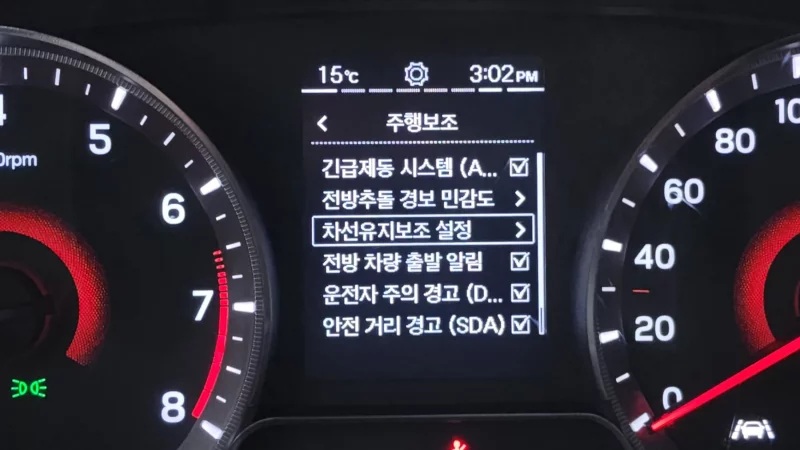 15℃ 3:02 PM
< 주행보조
긴급제동 시스템 (A...
전방추돌 경보 민감도 >
차선유지보조 설정 >
전방 차량 출발 알림
운전자 주의 경고 (D...
안전 거리 경고 (SDA)
5
6
7
8
rpm
100
80
60
40
20
0